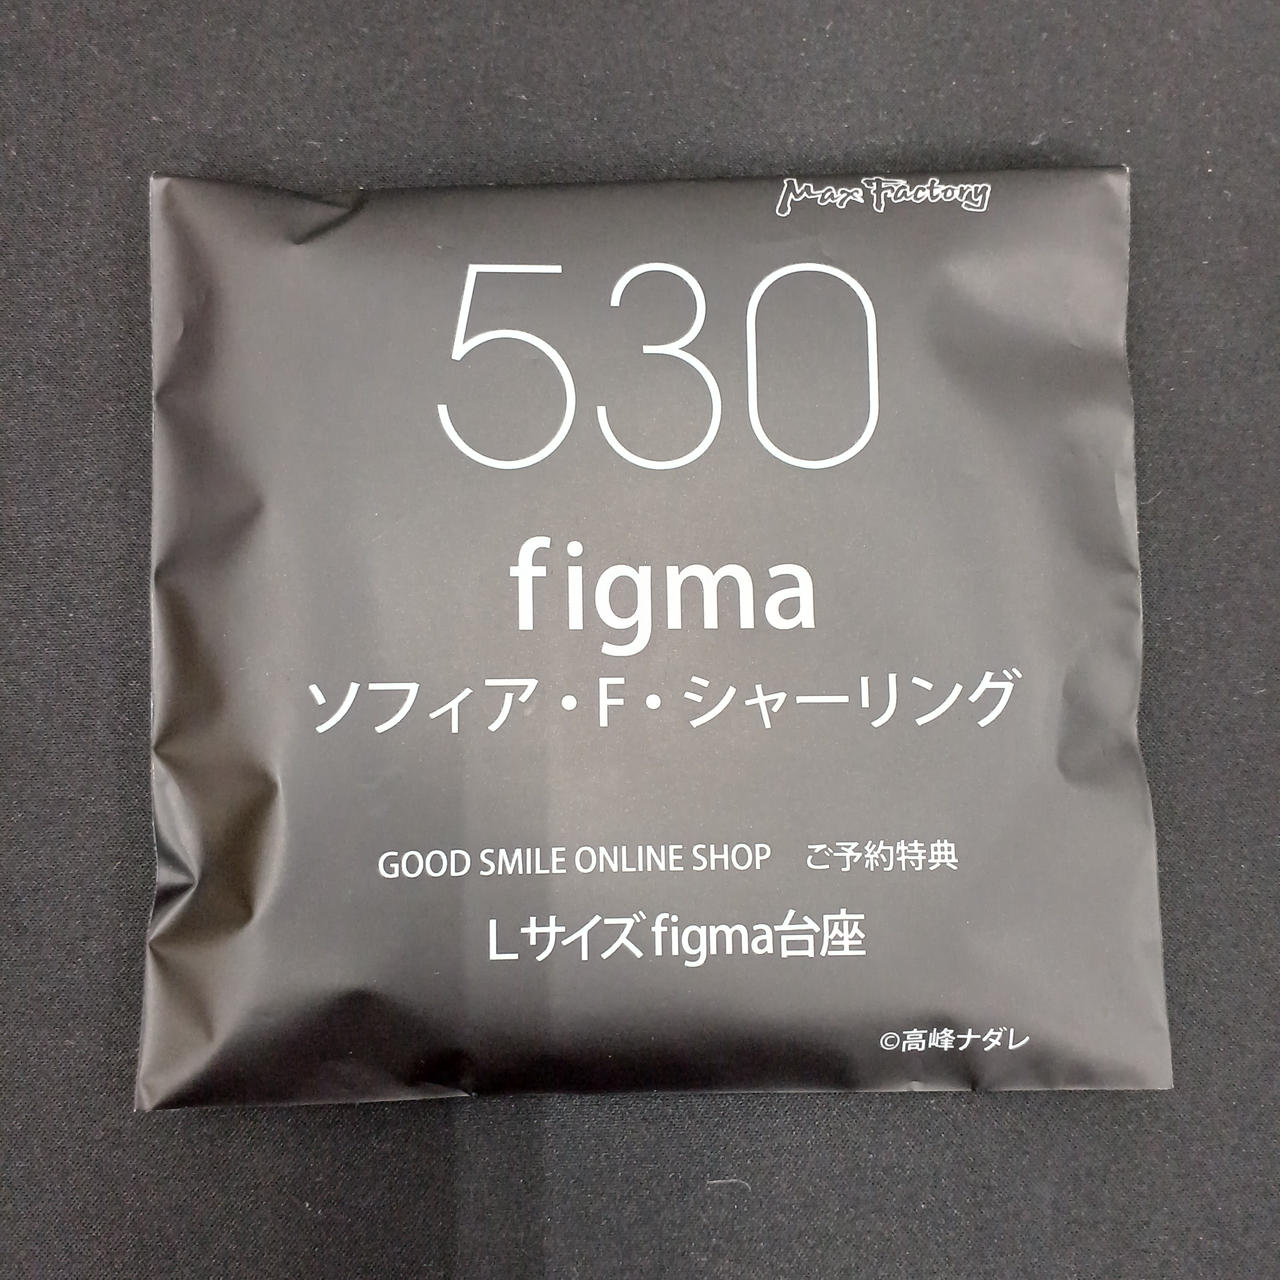 Max Factory
530
figma
ソフィア・F・シャーリング
GOOD SMILE ONLINE SHOP　ご予約特典
Lサイズfigma台座
©高峰ナダレ